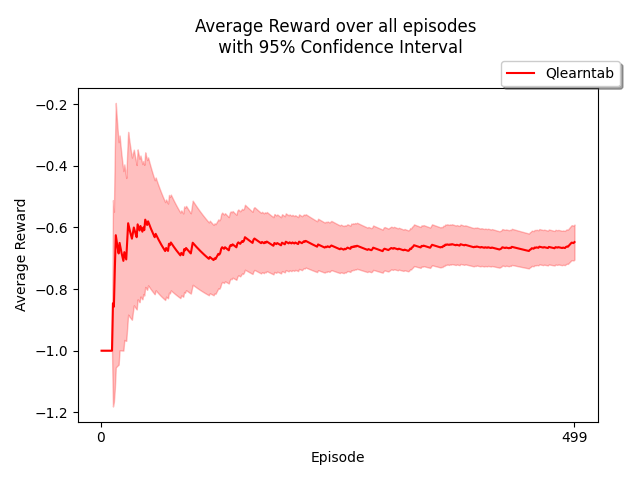 Average Reward over all episodes
with 95% Confidence Interval
Qlearntab
Average Reward
−0.2
−0.4
−0.6
−0.8
−1.0
−1.2
0
499
Episode